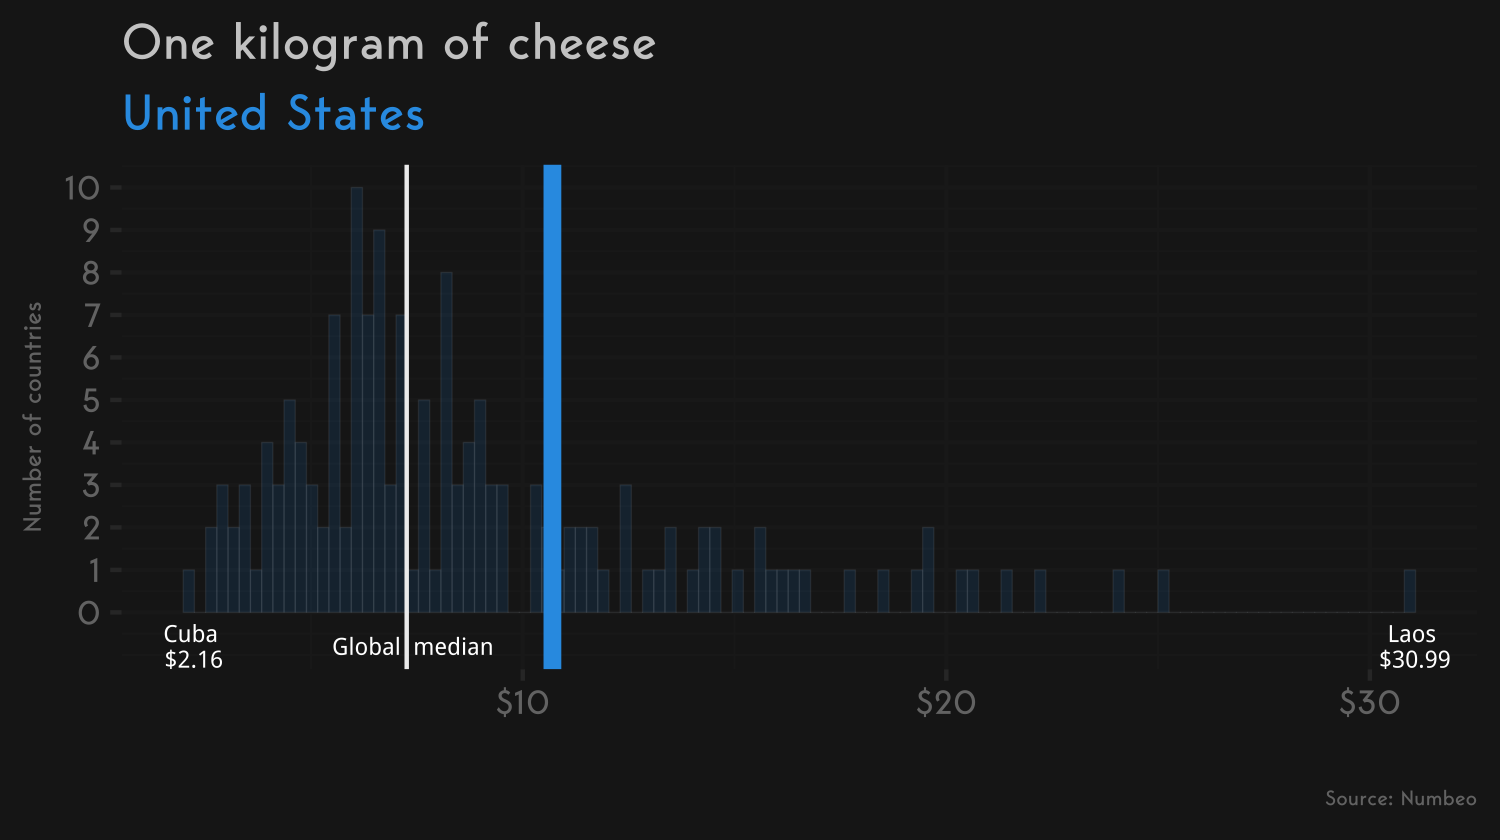 One kilogram of cheese
United States
Number of countries
10
9
8
7
6
5
4
3
2
1
0
Cuba
$2.16
Global median
Laos
$30.99
$10
$20
$30
Source: Numbeo